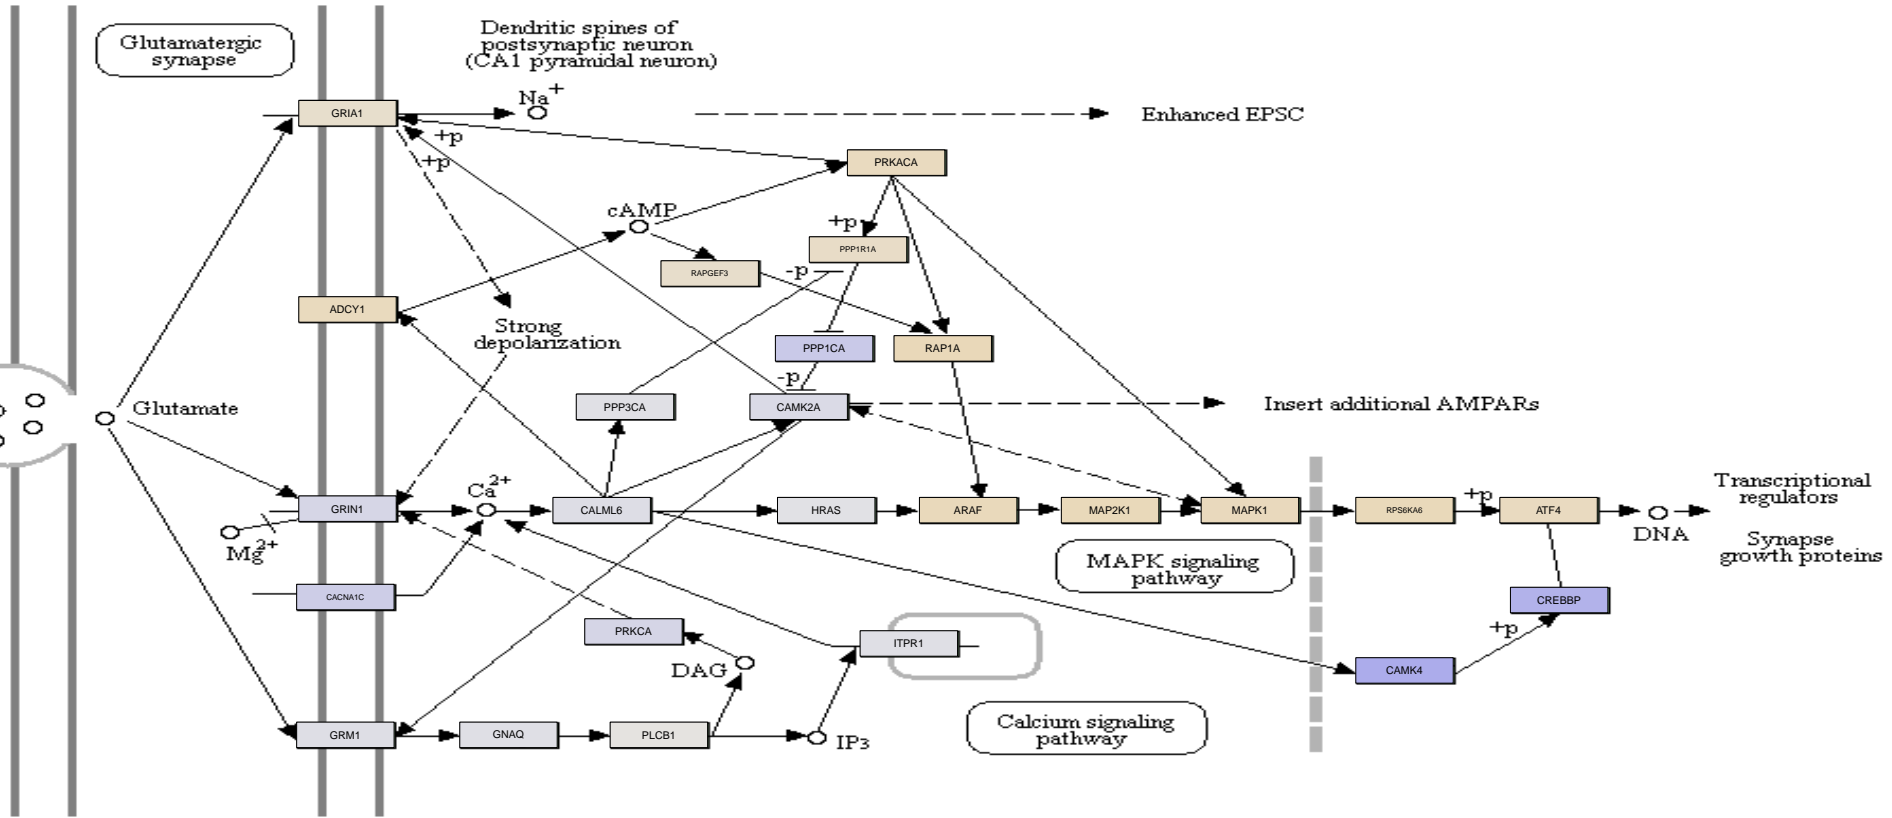 Glutamatergic
synapse
Dendritic spines of
postsynaptic neuron
(CA1 pyramidal neuron)
GRIA1
Na+
Enhanced EPSC
+p
+p
PRKACA
cAMP
+p
PPP1R1A
RAPGEF3
-p
ADCY1
Strong
depolarization
PPP1CA
RAP1A
-p
Glutamate
PPP3CA
CAMK2A
Insert additional AMPARs
GRIN1
Ca2+
CALML6
HRAS
ARAF
MAP2K1
MAPK1
RPS6KA6
+p
ATF4
DNA
Transcriptional
regulators
Synapse
growth proteins
Mg2+
MAPK signaling
pathway
CACNA1C
CREBBP
+p
PRKCA
DAG
ITPR1
CAMK4
GRM1
GNAQ
PLCB1
IP3
Calcium signaling
pathway